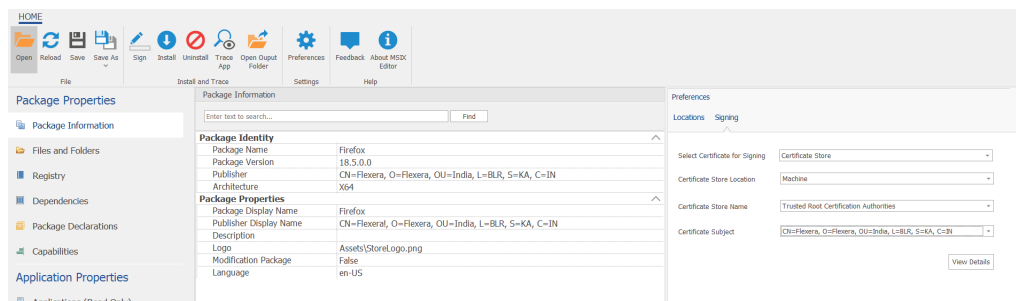 HOME
Open Reload Save Save As Sign Install Uninstall Trace App Open Ouput Folder Preferences Feedback About MSIX Editor
File Install and Trace Settings Help
Package Properties
Package Information
Files and Folders
Registry
Dependencies
Package Declarations
Capabilities
Application Properties
Applications (Read Only)
Package Information
Enter text to search... Find
Package Identity
Package Name Firefox
Package Version 18.5.0.0
Publisher CN=Flexera, O=Flexera, OU=India, L=BLR, S=KA, C=IN
Architecture X64
Package Properties
Package Display Name Firefox
Publisher Display Name CN=Flexera!, O=Flexera, OU=India, L=BLR, S=KA, C=IN
Description
Logo Assets\StoreLogo.png
Modification Package False
Language en-US
Preferences
Locations Signing
Select Certificate for Signing Certificate Store
Certificate Store Location Machine
Certificate Store Name Trusted Root Certification Authorities
Certificate Subject CN=Flexera, O=Flexera, OU=India, L=BLR, S=KA, C=IN
View Details